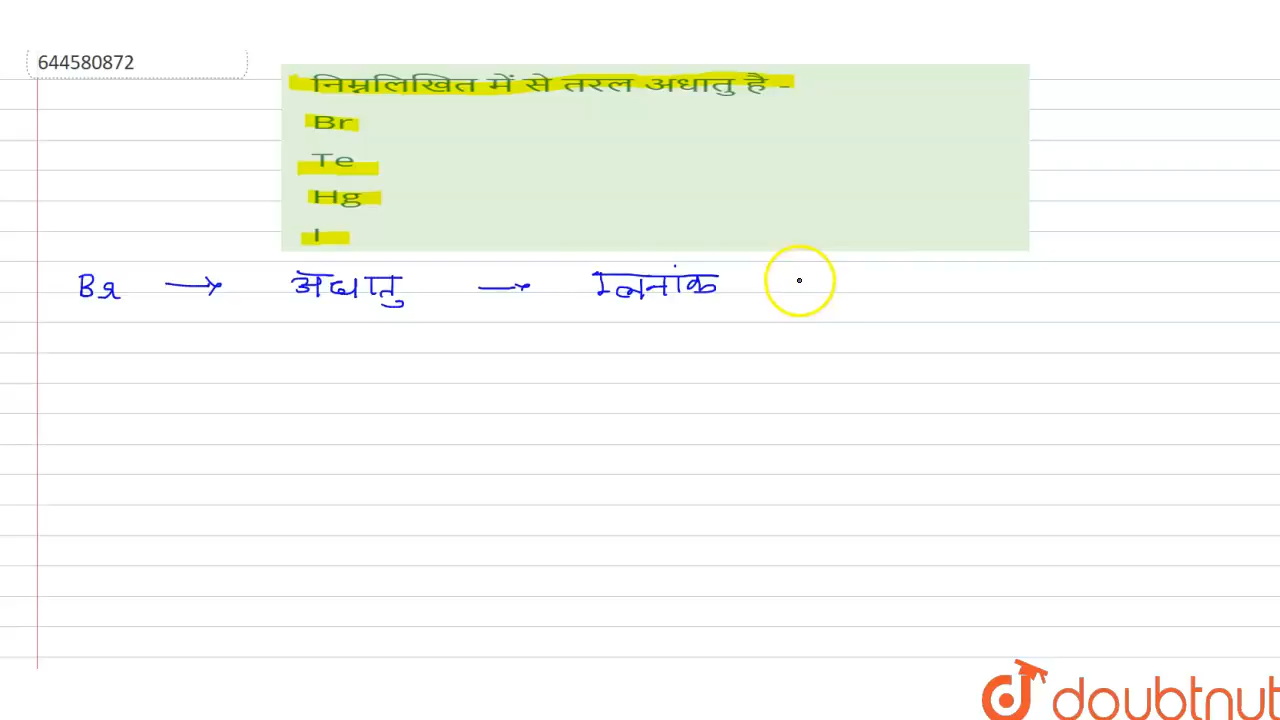 644580872
निम्नलिखित में से तरल अधातु है -
Br
Te
Hg
I
Br → अधातु → गलनांक
doubtnut